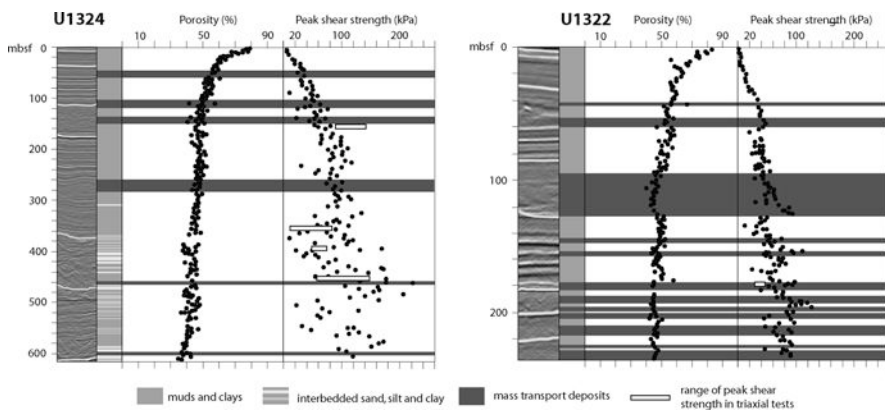 U1324
Porosity (%)
Peak shear strength (kPa)
mbsf
10 50 90 20 100 200
0
100
200
300
400
500
600
U1322
Porosity (%)
Peak shear strength (kPa)
mbsf
10 50 90 20 100 200
0
100
200
muds and clays
interbedded sand, silt and clay
mass transport deposits
range of peak shear
strength in triaxial tests